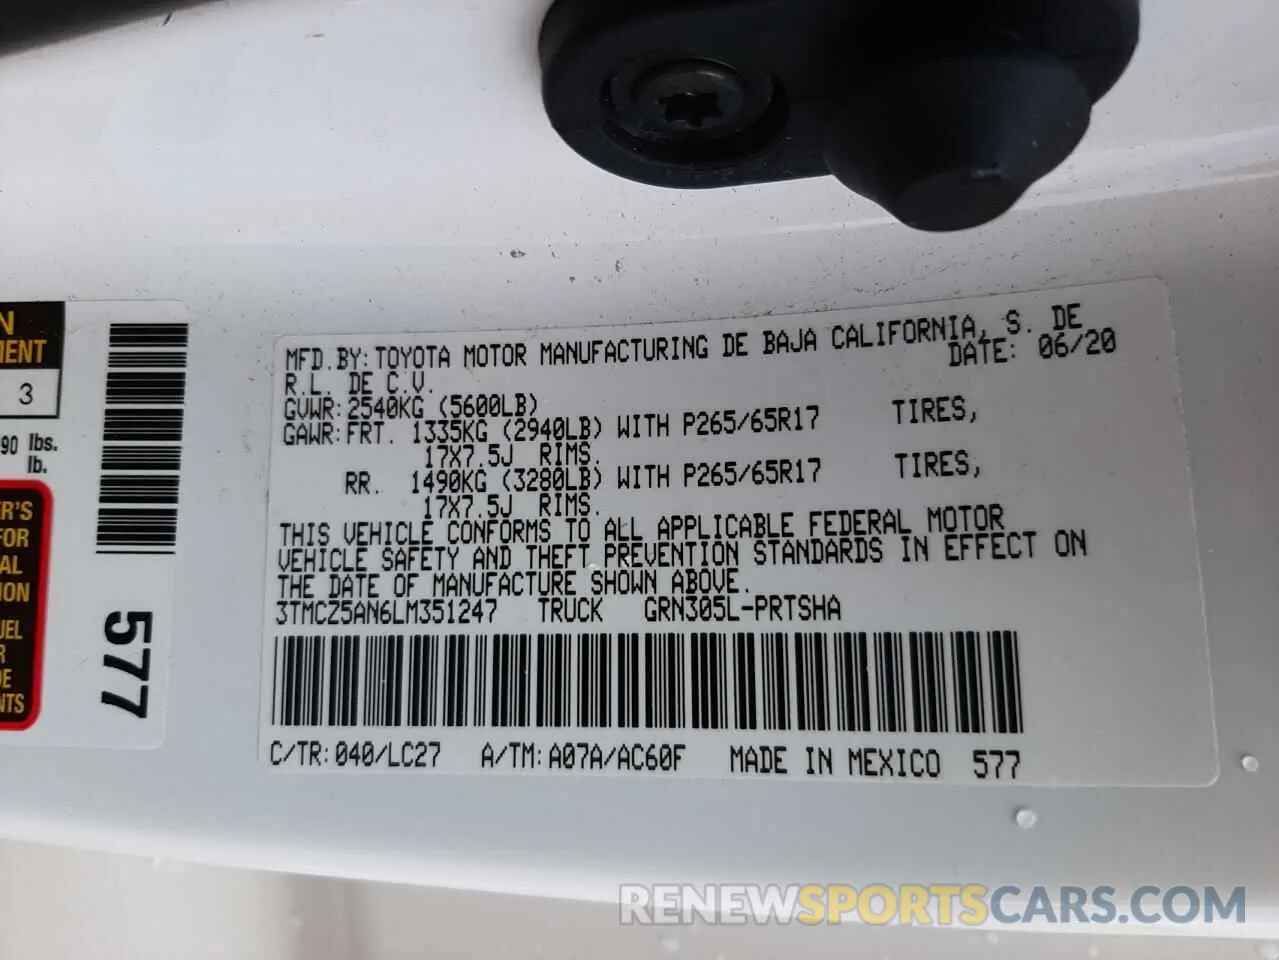 MFD.BY: TOYOTA MOTOR MANUFACTURING DE BAJA CALIFORNIA, S. DE
R.L. DE C.V. DATE: 06/20
GVWR: 2540KG (5600LB)
GAWR: FRT. 1335KG (2940LB) WITH P265/65R17 TIRES,
17X7.5J RIMS.
RR. 1490KG (3280LB) WITH P265/65R17 TIRES,
17X7.5J RIMS.
THIS VEHICLE CONFORMS TO ALL APPLICABLE FEDERAL MOTOR
VEHICLE SAFETY AND THEFT PREVENTION STANDARDS IN EFFECT ON
THE DATE OF MANUFACTURE SHOWN ABOVE.
3TMCZ5AN6LM351247 TRUCK GRN305L-PRTSHA
C/TR: 040/LC27 A/TM: A07A/AC60F MADE IN MEXICO 577
577
3
90 lbs.
lb.
RENEWSPORTSCARS.COM